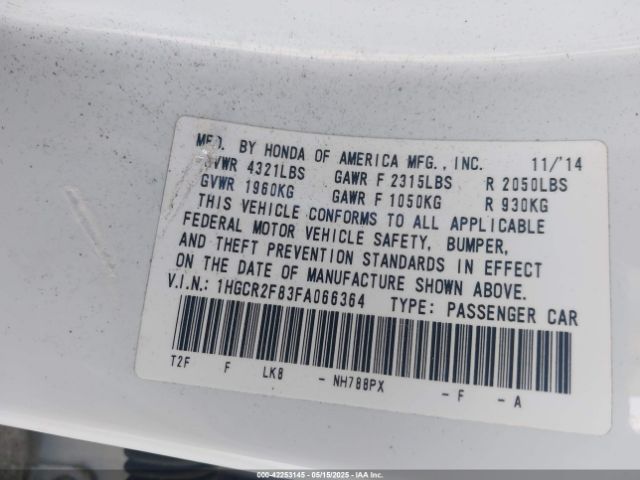 MFD. BY HONDA OF AMERICA MFG., INC. 11/'14
GVWR 4321LBS GAWR F 2315LBS R 2050LBS
GVWR 1960KG GAWR F 1050KG R 930KG
THIS VEHICLE CONFORMS TO ALL APPLICABLE
FEDERAL MOTOR VEHICLE SAFETY, BUMPER,
AND THEFT PREVENTION STANDARDS IN EFFECT
ON THE DATE OF MANUFACTURE SHOWN ABOVE.
V.I.N.: 1HGCR2F83FA066364 TYPE: PASSENGER CAR
T2F F LK8 - NH788PX - F - A
000 - 42253145 - 05/15/2025 - IAA Inc.